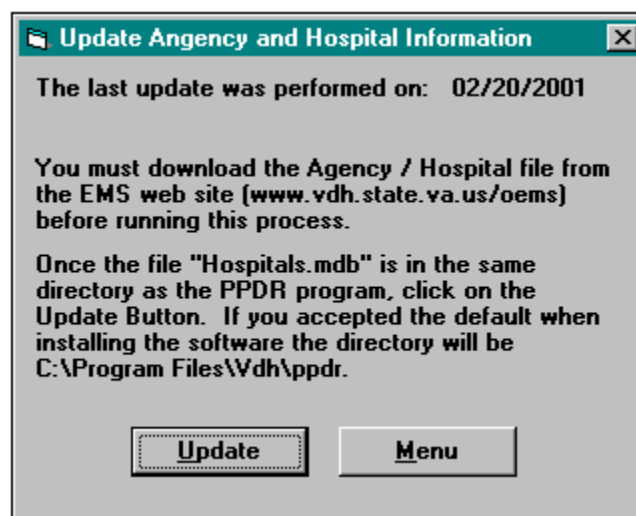 Update Angency and Hospital Information
The last update was performed on: 02/20/2001
You must download the Agency / Hospital file from
the EMS web site (www.vdh.state.va.us/oems)
before running this process.
Once the file "Hospitals.mdb" is in the same
directory as the PPDR program, click on the
Update Button. If you accepted the default when
installing the software the directory will be
C:\Program Files\Vdh\ppdr.
Update Menu